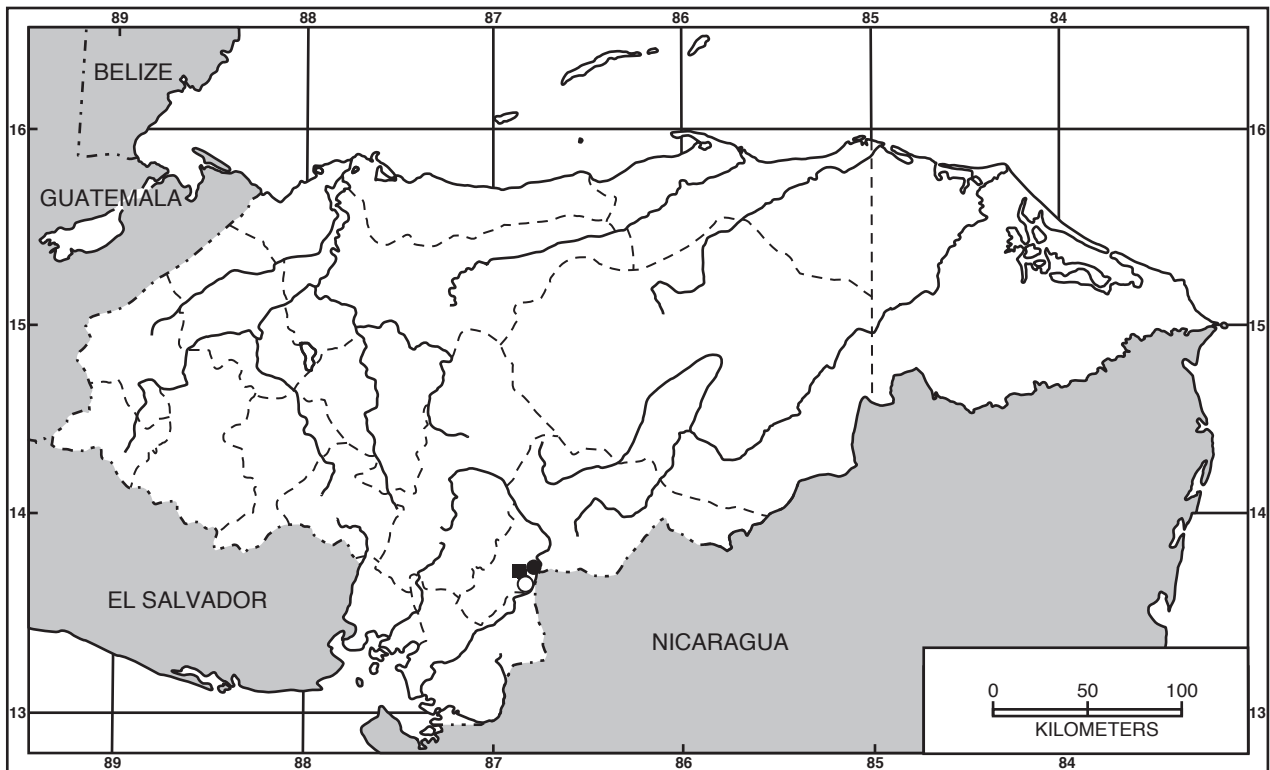 89 88 87 86 85 84
BELIZE
16 16
GUATEMALA
15 15
14 14
EL SALVADOR
NICARAGUA
0 50 100
KILOMETERS
13 13
89 88 87 86 85 84